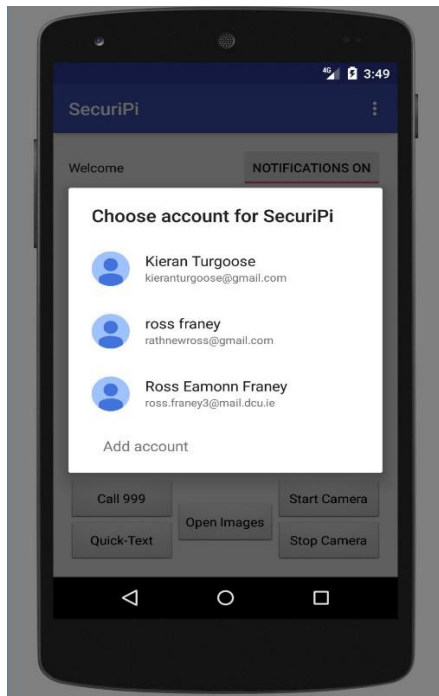 4G 3:49
SecuriPi
Welcome NOTIFICATIONS ON
Choose account for SecuriPi
Kieran Turgoose
kieranturgoose@gmail.com
ross franey
rathnewross@gmail.com
Ross Eamonn Franey
ross.franey3@mail.dcu.ie
Add account
Call 999 Start Camera
Open Images
Quick-Text Stop Camera